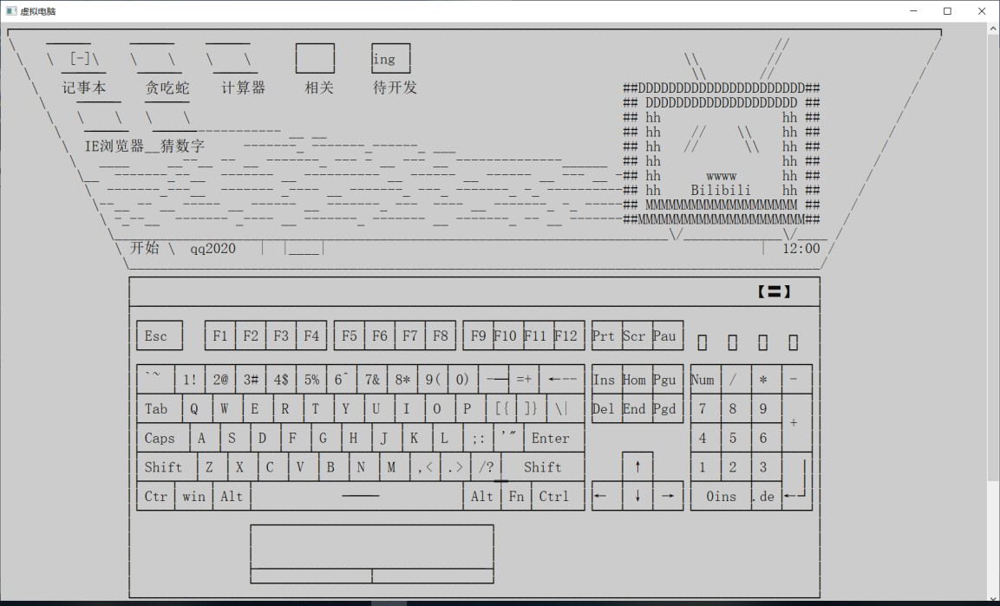 虚拟电脑
[-]
ing
记事本 贪吃蛇 计算器 相关 待开发
##DDDDDDDDDDDDDDDDDDDDDD##
## DDDDDDDDDDDDDDDDDDDD ##
## hh hh ##
## hh // \\ hh ##
IE浏览器__猜数字 ## hh // \\ hh ##
## hh hh ##
## hh wwww hh ##
## hh Bilibili hh ##
## MMMMMMMMMMMMMMMMMMMM ##
##MMMMMMMMMMMMMMMMMMMMMM##
开始 \ qq2020 | |____| | 12:00
【〓】
Esc F1 F2 F3 F4 F5 F6 F7 F8 F9 F10 F11 F12 Prt Scr Pau
`~ 1! 2@ 3# 4$ 5% 6^ 7& 8* 9( 0) -— =+ ←-- Ins Hom Pgu Num / * -
Tab Q W E R T Y U I O P [{ ]} \| Del End Pgd 7 8 9
+
Caps A S D F G H J K L ;: '" Enter 4 5 6
Shift Z X C V B N M ,< .> /? Shift ↑ 1 2 3
Ctr win Alt Alt Fn Ctrl ← ↓ → 0ins .de ←┘